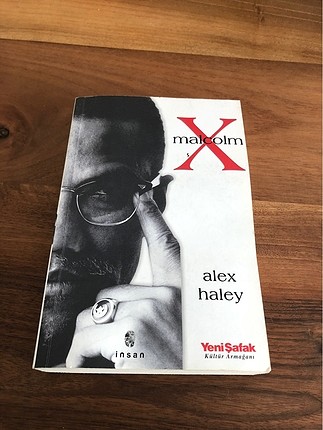 malcolm
X
alex
haley
insan
YeniŞafak
Kültür Armağanı